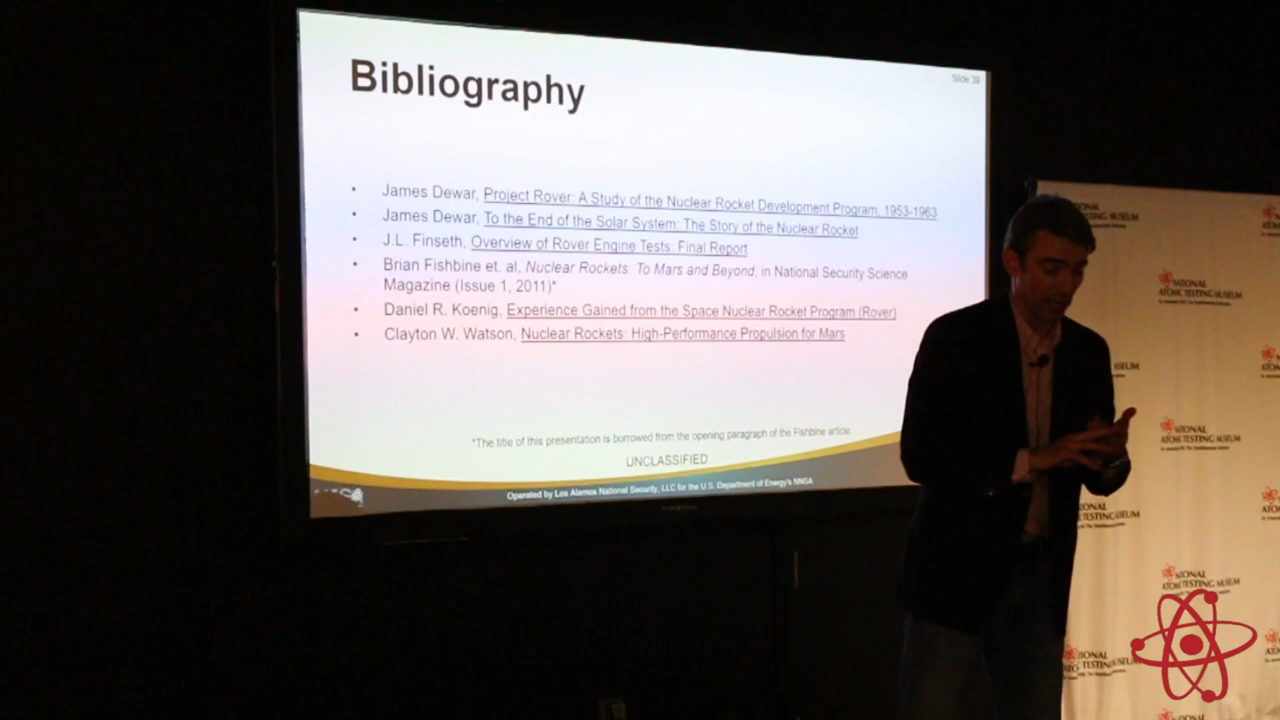 Slide 39
Bibliography
• James Dewar, Project Rover: A Study of the Nuclear Rocket Development Program, 1953-1963
• James Dewar, To the End of the Solar System: The Story of the Nuclear Rocket
• J.L. Finseth, Overview of Rover Engine Tests: Final Report
• Brian Fishbine et. al, Nuclear Rockets: To Mars and Beyond, in National Security Science
Magazine (Issue 1, 2011)*
• Daniel R. Koenig, Experience Gained from the Space Nuclear Rocket Program (Rover)
• Clayton W. Watson, Nuclear Rockets: High-Performance Propulsion for Mars
*The title of this presentation is borrowed from the opening paragraph of the Fishbine article.
UNCLASSIFIED
Operated by Los Alamos National Security, LLC for the U.S. Department of Energy's NNSA
NATIONAL
ATOMIC TESTING MUSEUM
NATIONAL
ATOMIC TESTING MUSEUM
NATIONAL
ATOMIC TESTING MUSEUM